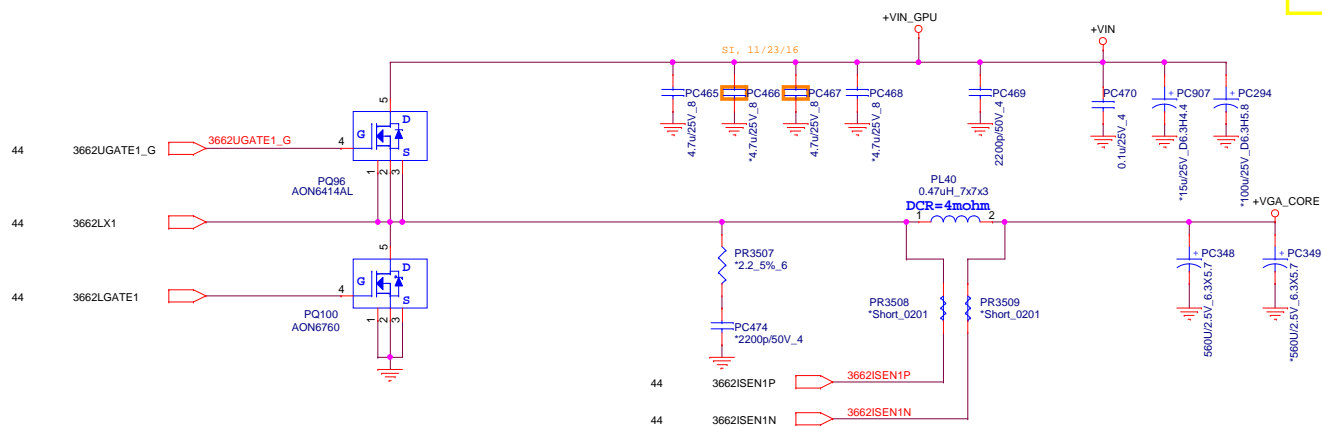 +VIN_GPU
+VIN
SI, 11/23/16
5
PC465
4.7u/25V_8
PC466
*4.7u/25V_8
PC467
4.7u/25V_8
PC468
*4.7u/25V_8
PC469
2200p/50V_4
PC470
0.1u/25V_4
+ PC907
*15u/25V_D6.3H4.4
+ PC294
*100u/25V_D6.3H5.8
D
G
S
44 3662UGATE1_G
3662UGATE1_G
4
1
2
3
PQ96
AON6414AL
PL40
0.47uH_7x7x3
DCR=4mohm
1
2
+VGA_CORE
44 3662LX1
5
D
G
S
PR3507
*2.2_5%_6
+ PC348
560U/2.5V_6.3X5.7
+ PC349
*560U/2.5V_6.3X5.7
44 3662LGATE1
4
1
2
3
PQ100
AON6760
PR3508
*Short_0201
PR3509
*Short_0201
PC474
*2200p/50V_4
44 3662ISEN1P
3662ISEN1P
44 3662ISEN1N
3662ISEN1N